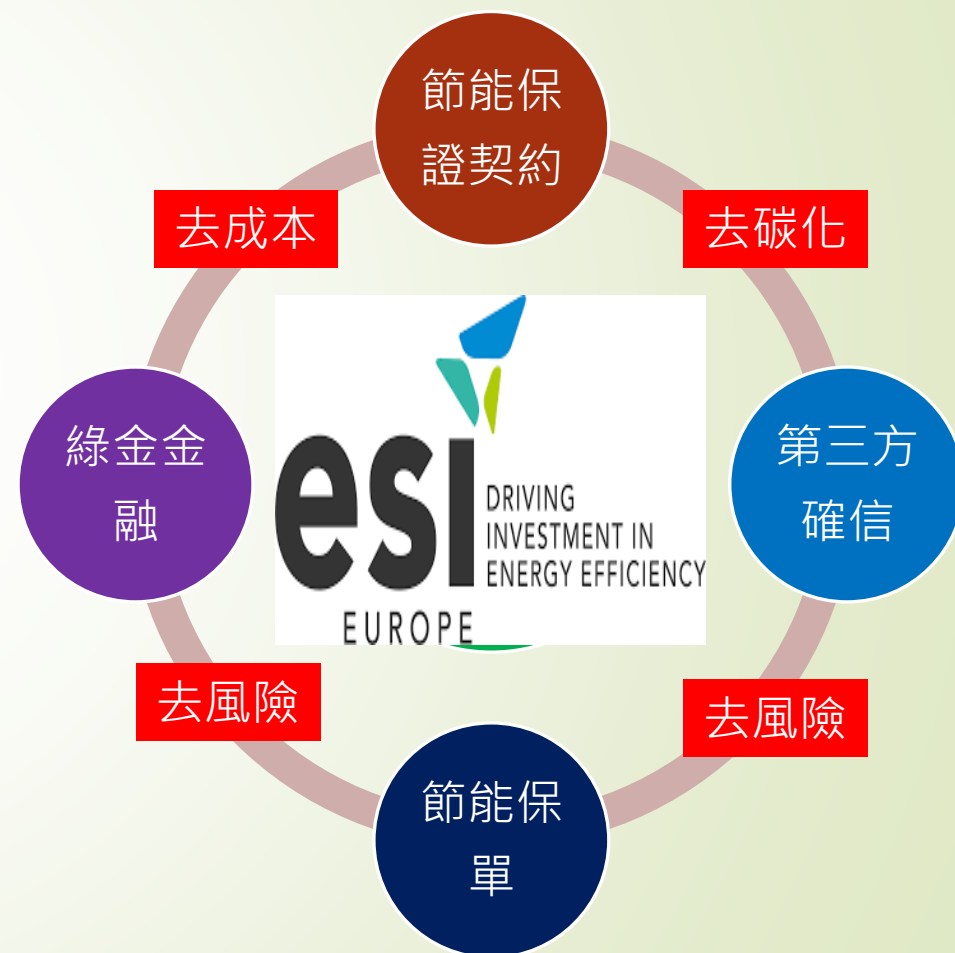 節能保
證契約
去成本
去碳化
綠金金
融
esi
DRIVING
INVESTMENT IN
ENERGY EFFICIENCY
EUROPE
第三方
確信
去風險
去風險
節能保
單